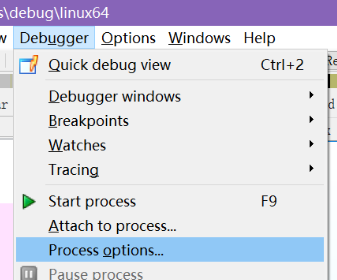 s\debug\linux64
w Debugger Options Windows Help
Quick debug view Ctrl+2
Debugger windows
Breakpoints
Watches
Tracing
Start process F9
Attach to process...
Process options...
Pause process